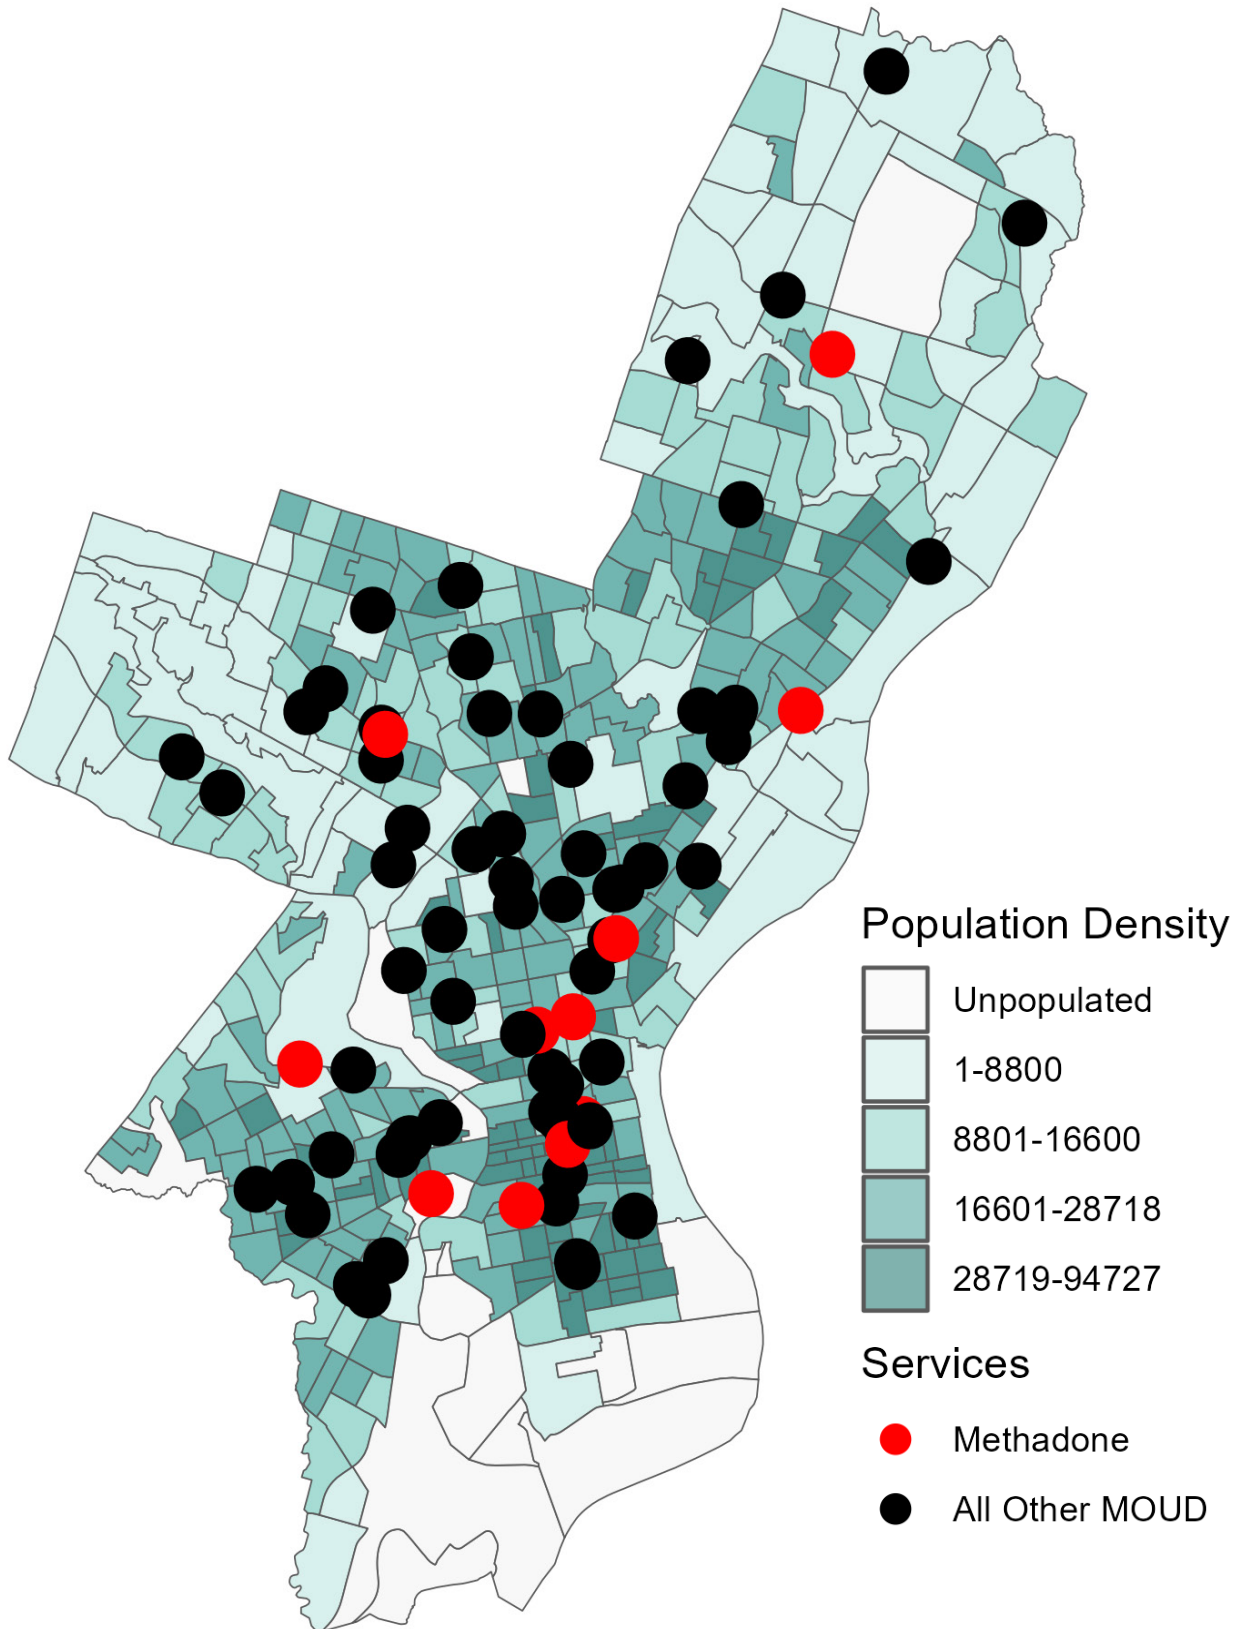 Population Density
Unpopulated
1-8800
8801-16600
16601-28718
28719-94727
Services
Methadone
All Other MOUD